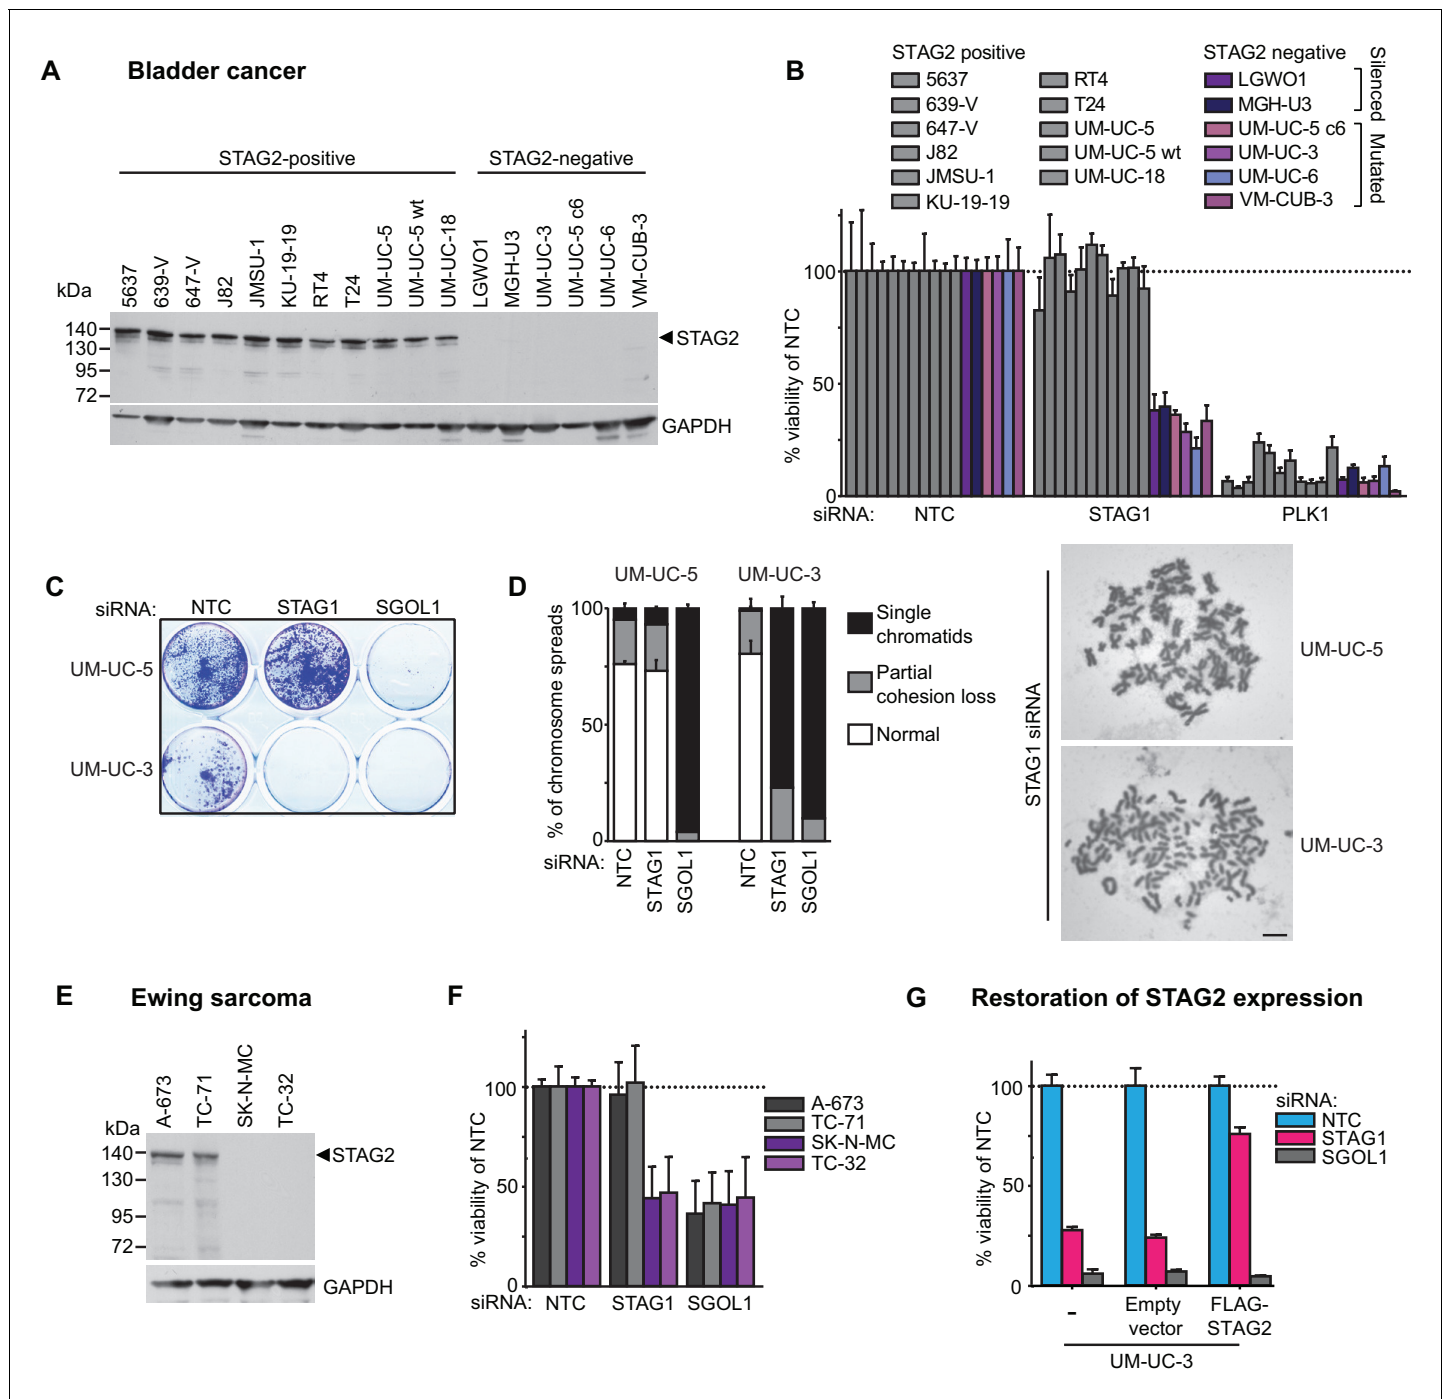 A Bladder cancer
STAG2-positive STAG2-negative
kDa 5637 639-V 647-V J82 JMSU-1 KU-19-19 RT4 T24 UM-UC-5 UM-UC-5 wt UM-UC-18 LGWO1 MGH-U3 UM-UC-3 UM-UC-5 c6 UM-UC-6 VM-CUB-3
140
130
95
72
STAG2
GAPDH
B
STAG2 positive STAG2 negative
5637 RT4 LGWO1
639-V T24 MGH-U3
647-V UM-UC-5 UM-UC-5 c6
J82 UM-UC-5 wt UM-UC-3
JMSU-1 UM-UC-18 UM-UC-6
KU-19-19 VM-CUB-3
Silenced
Mutated
% viability of NTC
100
50
0
siRNA: NTC STAG1 PLK1
C
siRNA: NTC STAG1 SGOL1
UM-UC-5
UM-UC-3
D
UM-UC-5 UM-UC-3
% of chromosome spreads
100
50
0
siRNA: NTC STAG1 SGOL1 NTC STAG1 SGOL1
Single
chromatids
Partial
cohesion loss
Normal
STAG1 siRNA
UM-UC-5
UM-UC-3
E Ewing sarcoma
A-673 TC-71 SK-N-MC TC-32
kDa
140
130
95
72
STAG2
GAPDH
F
% viability of NTC
100
50
0
siRNA: NTC STAG1 SGOL1
A-673
TC-71
SK-N-MC
TC-32
G Restoration of STAG2 expression
% viability of NTC
100
50
0
siRNA:
NTC
STAG1
SGOL1
- Empty FLAG-
vector STAG2
UM-UC-3